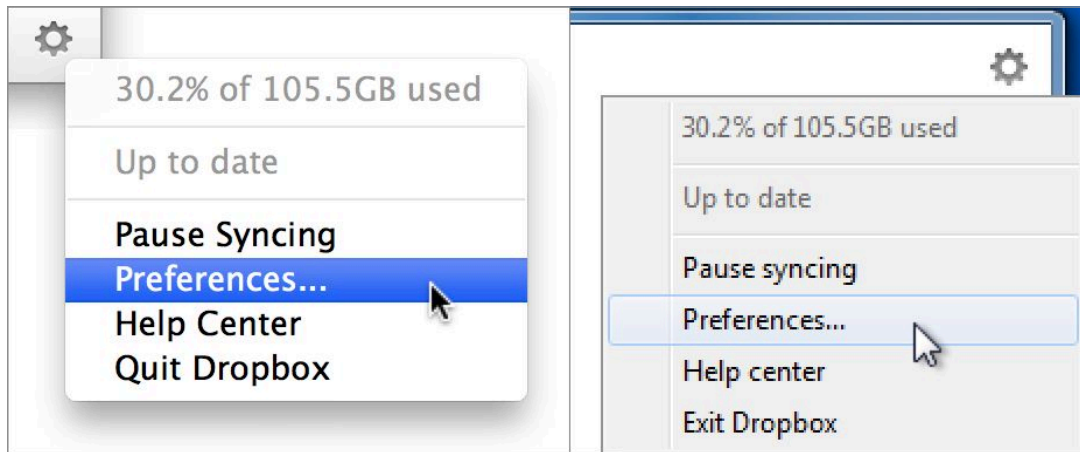 30.2% of 105.5GB used
Up to date
Pause Syncing
Preferences...
Help Center
Quit Dropbox
30.2% of 105.5GB used
Up to date
Pause syncing
Preferences...
Help center
Exit Dropbox